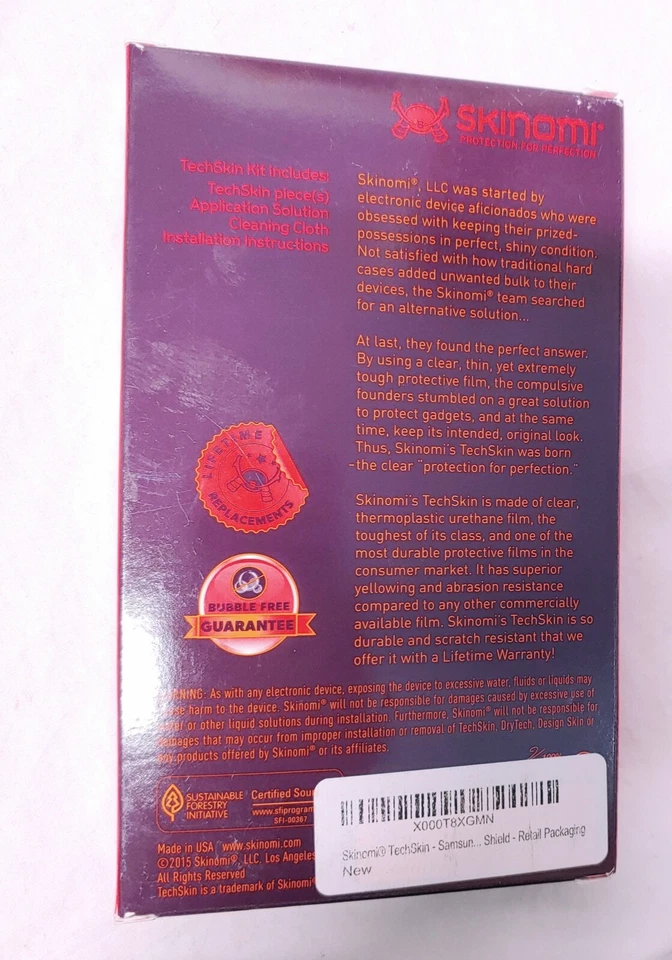 SKINOMI®
PROTECTION FOR PERFECTION™
TechSkin Kit includes:
TechSkin piece(s)
Application Solution
Cleaning Cloth
Installation Instructions
Skinomi®, LLC was started by
electronic device aficionados who were
obsessed with keeping their prized-
possessions in perfect, shiny condition.
Not satisfied with how traditional hard
cases added unwanted bulk to their
devices, the Skinomi® team searched
for an alternative solution...
At last, they found the perfect answer.
By using a clear, thin, yet extremely
tough protective film, the compulsive
founders stumbled on a great solution
to protect gadgets, and at the same
time, keep its intended, original look.
Thus, Skinomi's TechSkin was born
-the clear "protection for perfection."
Skinomi's TechSkin is made of clear,
thermoplastic urethane film, the
toughest of its class, and one of the
most durable protective films in the
consumer market. It has superior
yellowing and abrasion resistance
compared to any other commercially
available film. Skinomi's TechSkin is so
durable and scratch resistant that we
offer it with a Lifetime Warranty!
LIFETIME
REPLACEMENTS
BUBBLE FREE
GUARANTEE
NING: As with any electronic device, exposing the device to excessive water, fluids or liquids may
se harm to the device. Skinomi® will not be responsible for damages caused by excessive use of
or other liquid solutions during installation. Furthermore, Skinomi® will not be responsible for
mages that may occur from improper installation or removal of TechSkin, DryTech, Design Skin or
any products offered by Skinomi® or its affiliates.
100%
SUSTAINABLE
FORESTRY
INITIATIVE
Certified Sou
www.sfiprogram
SFI-00367
Made in USA www.skinomi.com
©2015 Skinomi®, LLC. Los Angeles
All Rights Reserved
TechSkin is a trademark of Skinomi®
X000T8XGMN
Skinomi® TechSkin - Samsun... Shield - Retail Packaging
New